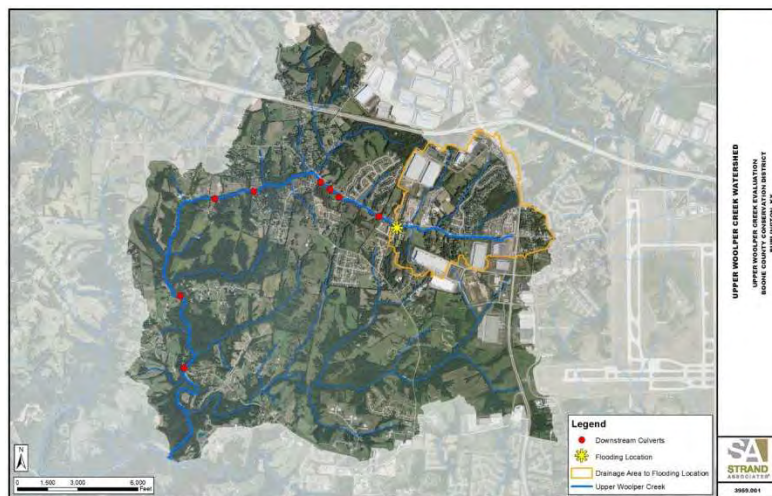 Legend
Downstream Culverts
Flooding Location
Drainage Area to Flooding Location
Upper Woolper Creek
N
0 1,500 3,000 6,000
Feet
UPPER WOOLPER CREEK WATERSHED
UPPER WOOLPER CREEK EVALUATION
BOONE COUNTY CONSERVATION DISTRICT
SA
STRAND
ASSOCIATES®